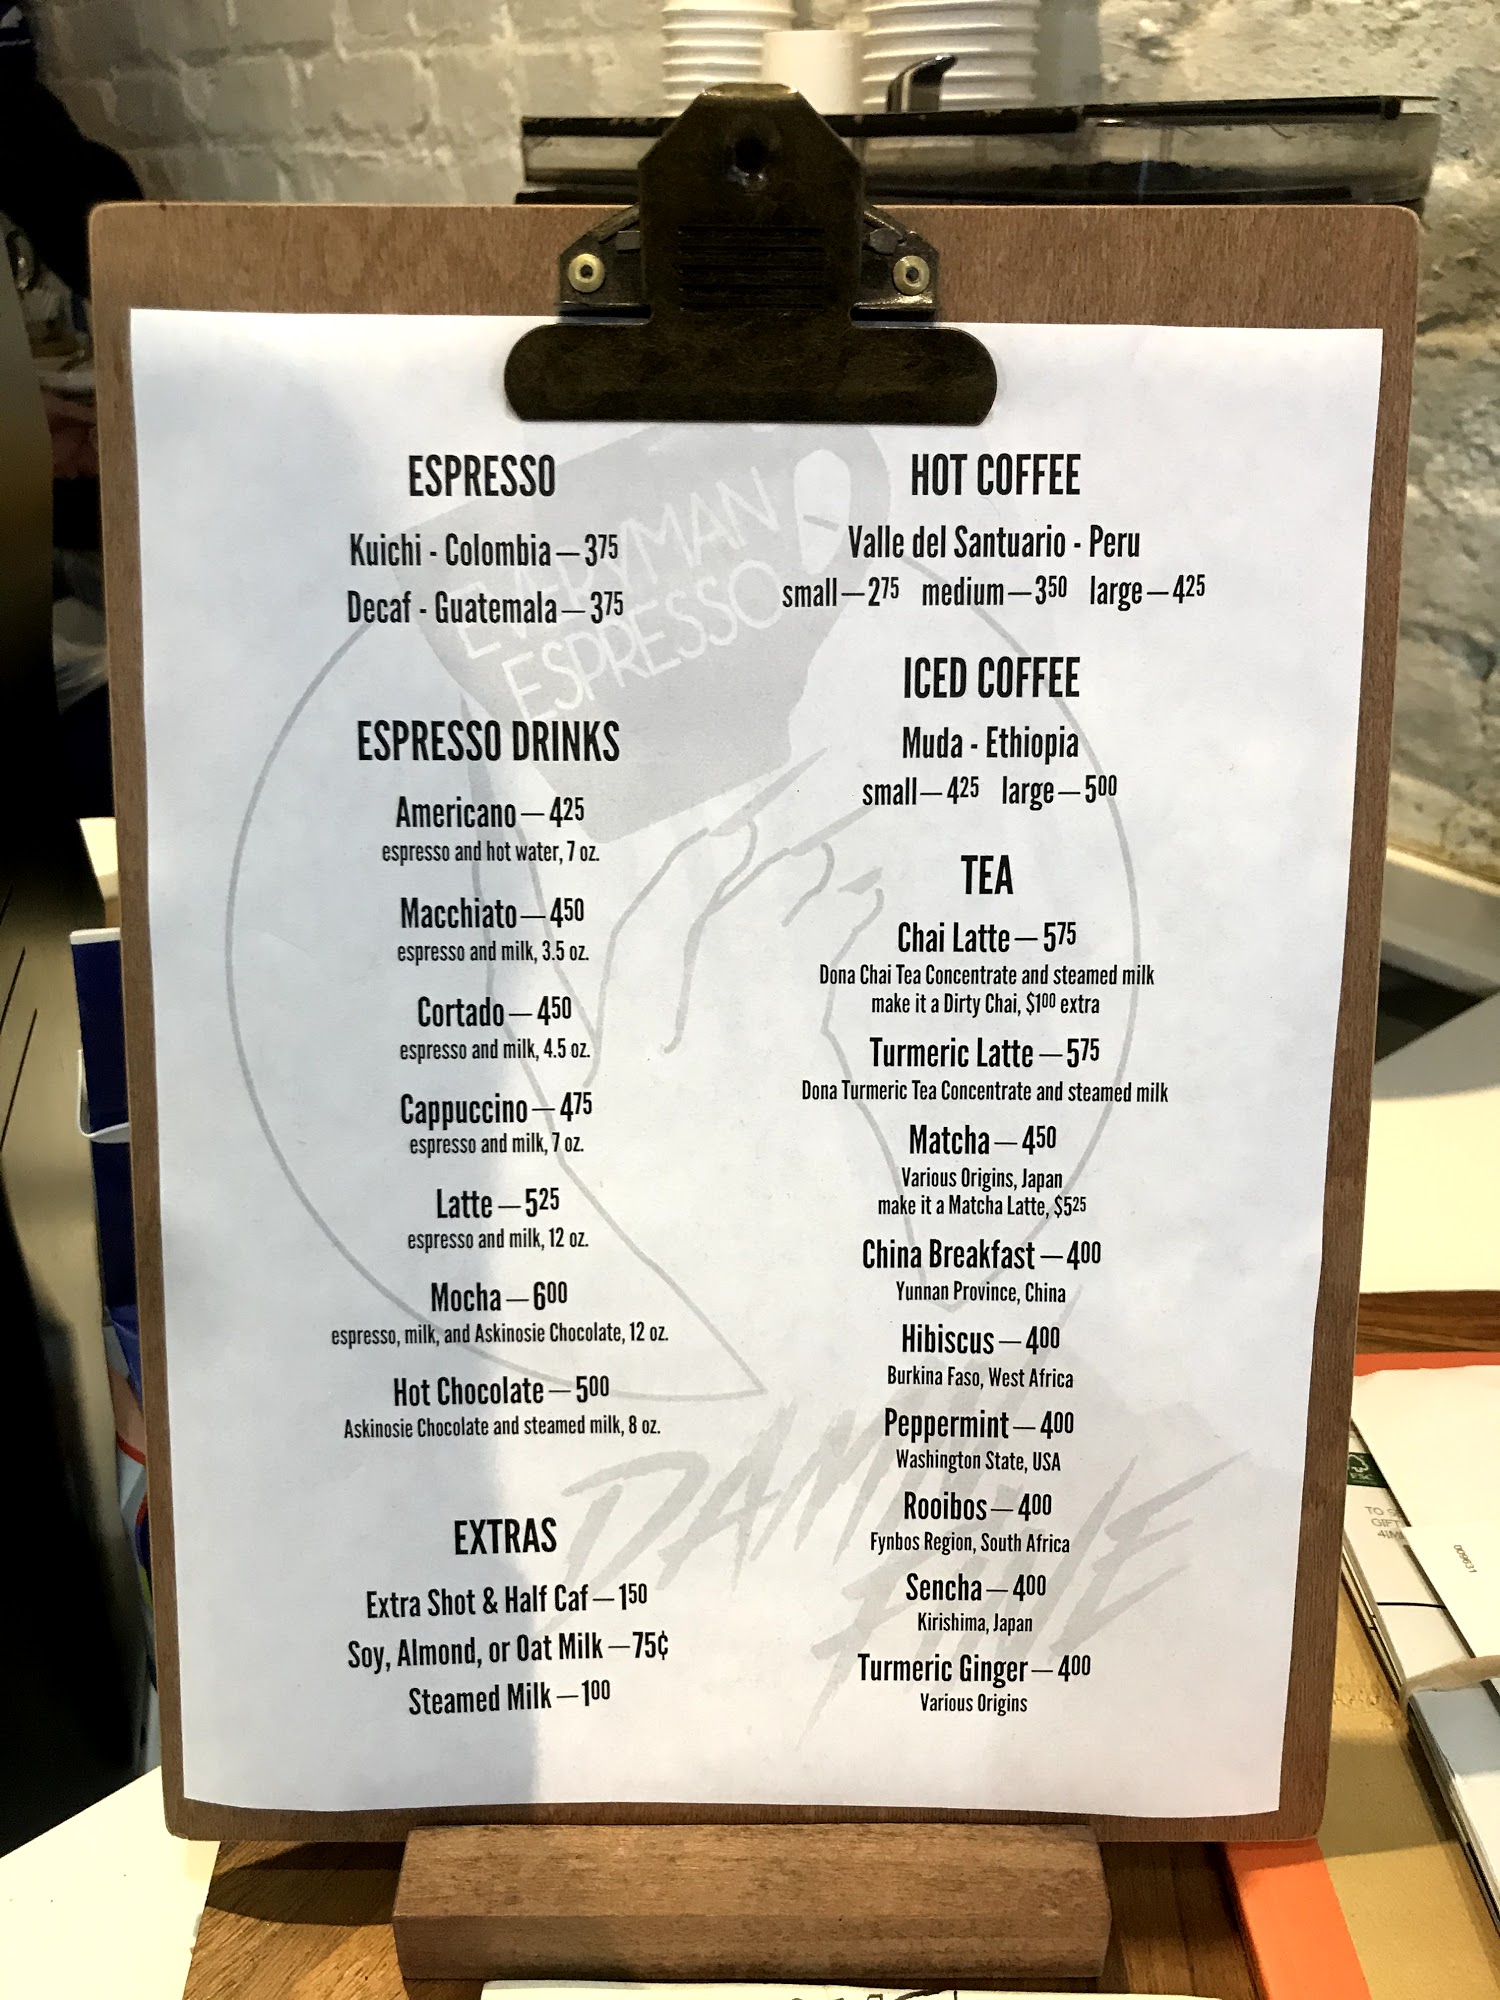 EVERYMAN
ESPRESSO
ESPRESSO
Kuichi - Colombia—375
Decaf - Guatemala—375
ESPRESSO DRINKS
Americano—425
espresso and hot water, 7 oz.
Macchiato—450
espresso and milk, 3.5 oz.
Cortado—450
espresso and milk, 4.5 oz.
Cappuccino—475
espresso and milk, 7 oz.
Latte—525
espresso and milk, 12 oz.
Mocha—600
espresso, milk, and Askinosie Chocolate, 12 oz.
Hot Chocolate—500
Askinosie Chocolate and steamed milk, 8 oz.
EXTRAS
Extra Shot & Half Caf—150
Soy, Almond, or Oat Milk—75¢
Steamed Milk—100
HOT COFFEE
Valle del Santuario - Peru
small—275 medium—350 large—425
ICED COFFEE
Muda - Ethiopia
small—425 large—500
TEA
Chai Latte—575
Dona Chai Tea Concentrate and steamed milk
make it a Dirty Chai, $100 extra
Turmeric Latte—575
Dona Turmeric Tea Concentrate and steamed milk
Matcha—450
Various Origins, Japan
make it a Matcha Latte, $525
China Breakfast—400
Yunnan Province, China
Hibiscus—400
Burkina Faso, West Africa
Peppermint—400
Washington State, USA
Rooibos—400
Fynbos Region, South Africa
Sencha—400
Kirishima, Japan
Turmeric Ginger—400
Various Origins
DAMN
FINE
FSC
TO
009631